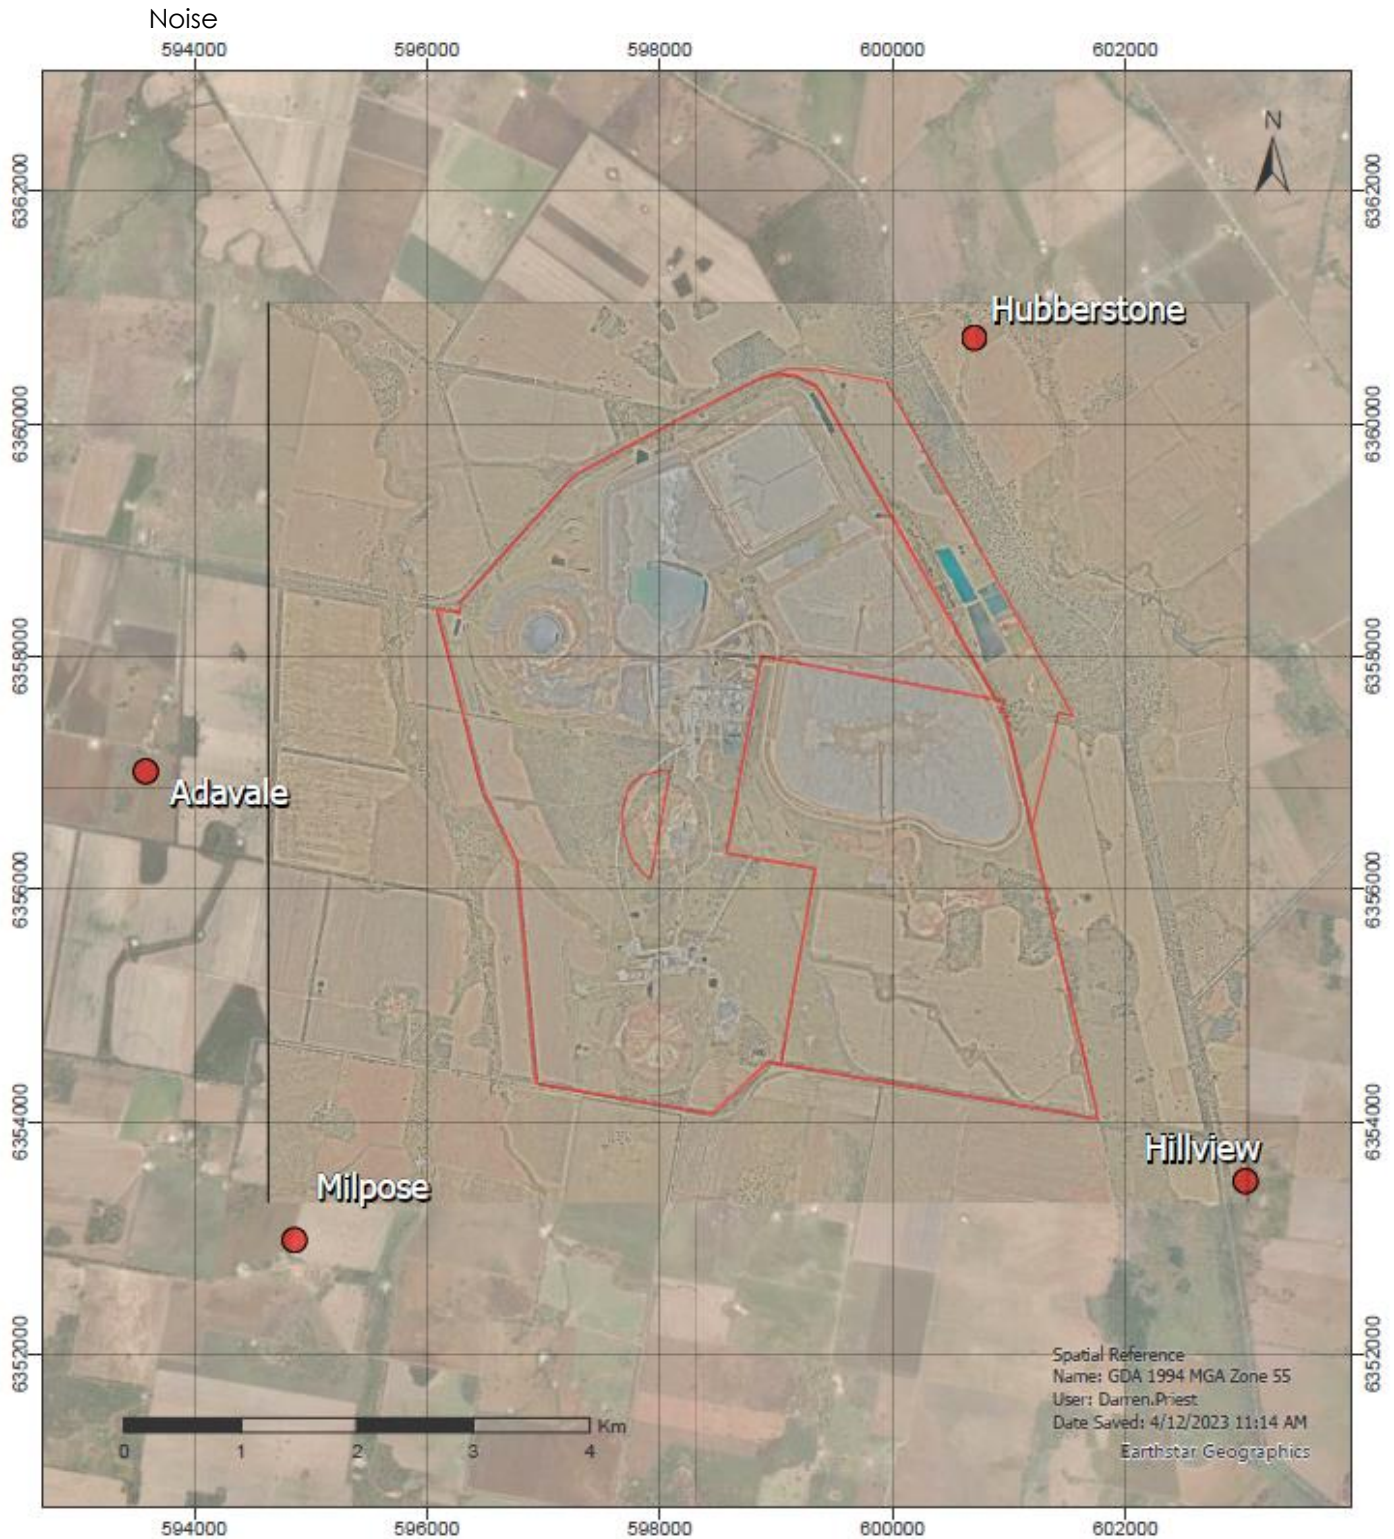 Noise
594000 596000 598000 600000 602000
N
6362000 6362000
Hubberstone
6360000 6360000
6358000 6358000
Adavale
6356000 6356000
6354000 6354000
Hillview
Milpose
6352000 6352000
Spatial Reference
Name: GDA 1994 MGA Zone 55
User: Darren.Priest
Date Saved: 4/12/2023 11:14 AM
Earthstar Geographics
Km
0 1 2 3 4
594000 596000 598000 600000 602000